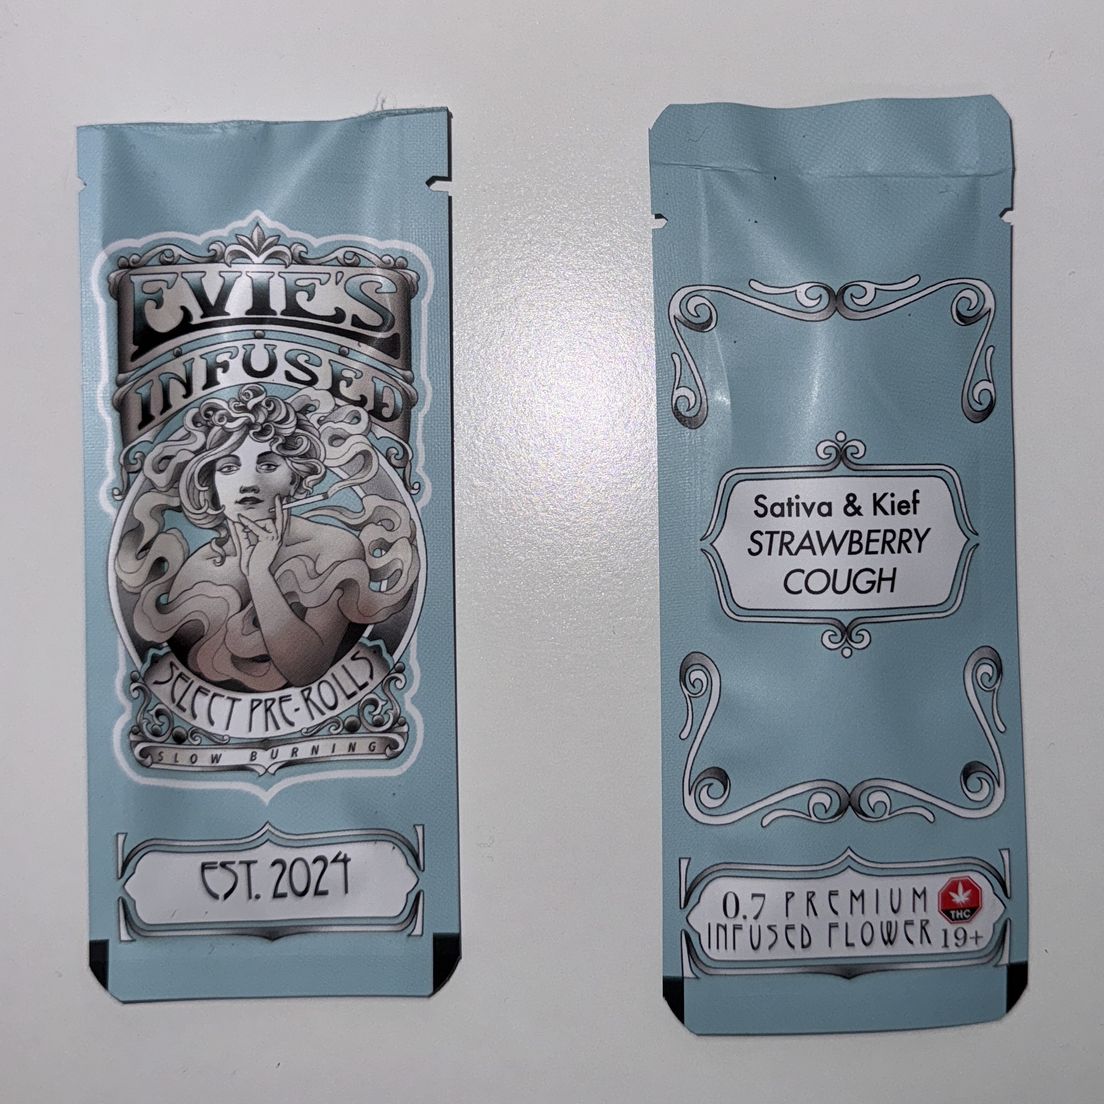 EVIE'S
INFUSED
SELECT PRE-ROLLS
SLOW BURNING
EST. 2024
Sativa & Kief
STRAWBERRY
COUGH
0.7 PREMIUM
INFUSED FLOWER
THC
19+